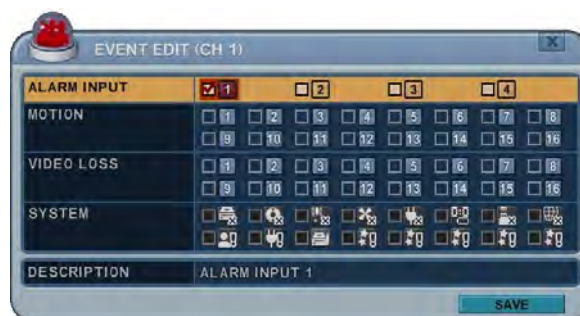 EVENT EDIT (CH 1)
X
ALARM INPUT 1 2 3 4
MOTION 1 2 3 4 5 6 7 8
9 10 11 12 13 14 15 16
VIDEO LOSS 1 2 3 4 5 6 7 8
9 10 11 12 13 14 15 16
SYSTEM
DESCRIPTION ALARM INPUT 1
SAVE